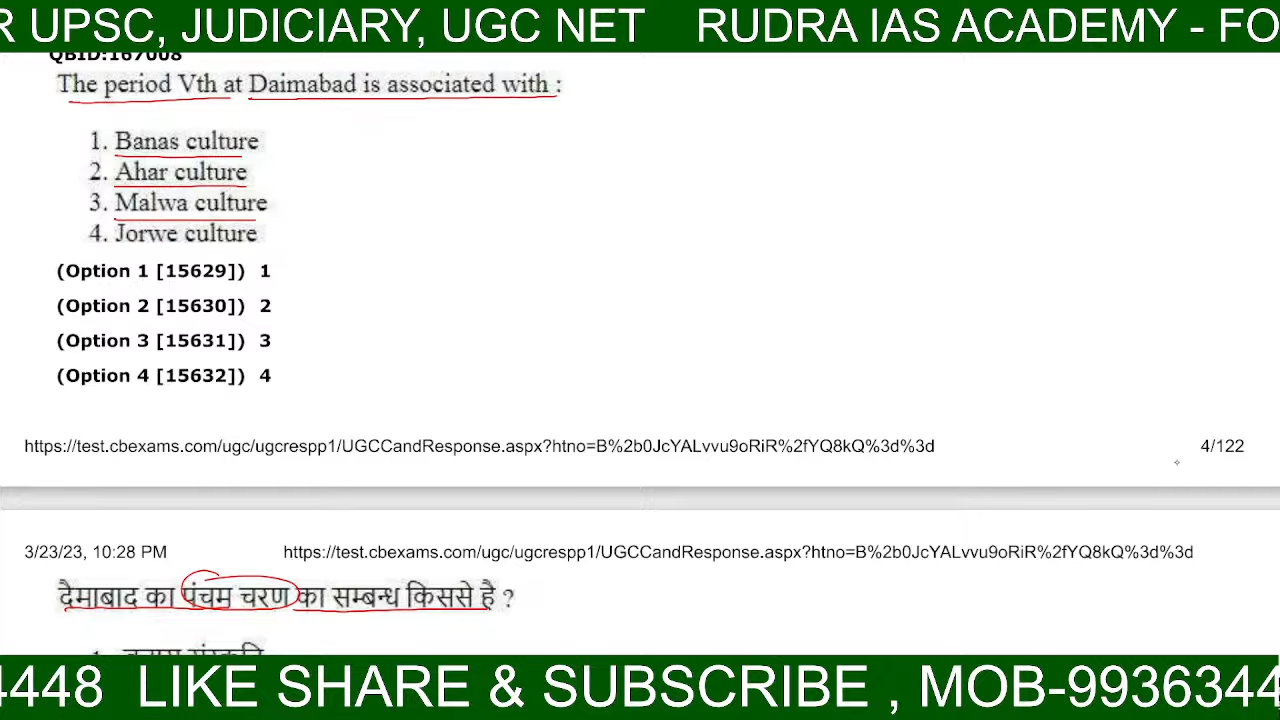 R UPSC, JUDICIARY, UGC NET RUDRA IAS ACADEMY - FO
QBID:167008
The period Vth at Daimabad is associated with :
1. Banas culture
2. Ahar culture
3. Malwa culture
4. Jorwe culture
(Option 1 [15629]) 1
(Option 2 [15630]) 2
(Option 3 [15631]) 3
(Option 4 [15632]) 4
https://test.cbexams.com/ugc/ugcrespp1/UGCCandResponse.aspx?htno=B%2b0JcYALvvu9oRiR%2fYQ8kQ%3d%3d 4/122
3/23/23, 10:28 PM https://test.cbexams.com/ugc/ugcrespp1/UGCCandResponse.aspx?htno=B%2b0JcYALvvu9oRiR%2fYQ8kQ%3d%3d
दैमाबाद का पंचम चरण का सम्बन्ध किससे है ?
4448 LIKE SHARE & SUBSCRIBE , MOB-9936344